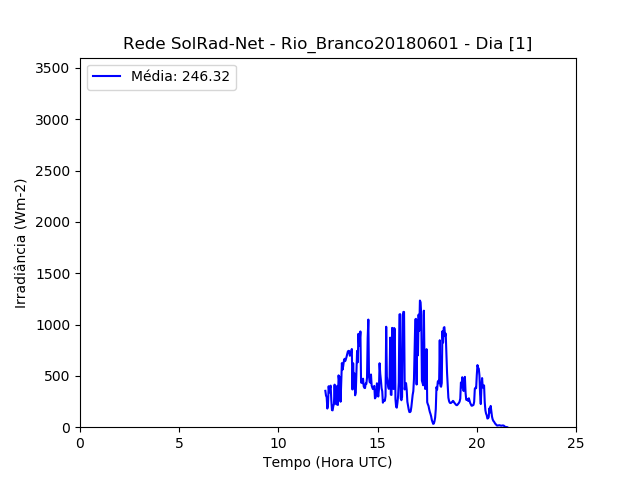 Rede SolRad-Net - Rio_Branco20180601 - Dia [1]
Média: 246.32
3500
3000
2500
2000
1500
1000
500
0
Irradiância (Wm-2)
0 5 10 15 20 25
Tempo (Hora UTC)